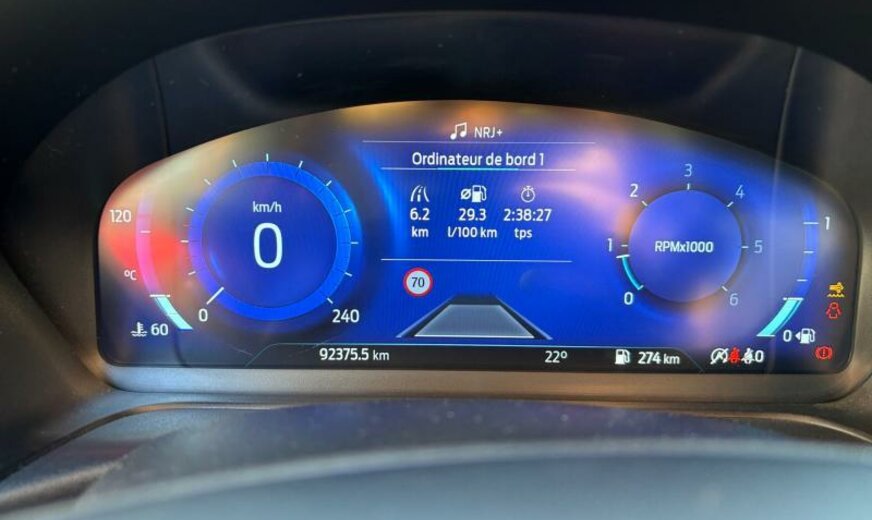 NRJ+
Ordinateur de bord 1
6.2 29.3 2:38:27
km l/100 km tps
120
°C
60
km/h
0
0
240
70
0
1
2
3
4
5
6
RPMx1000
1
0
92375.5 km
22°
274 km
0